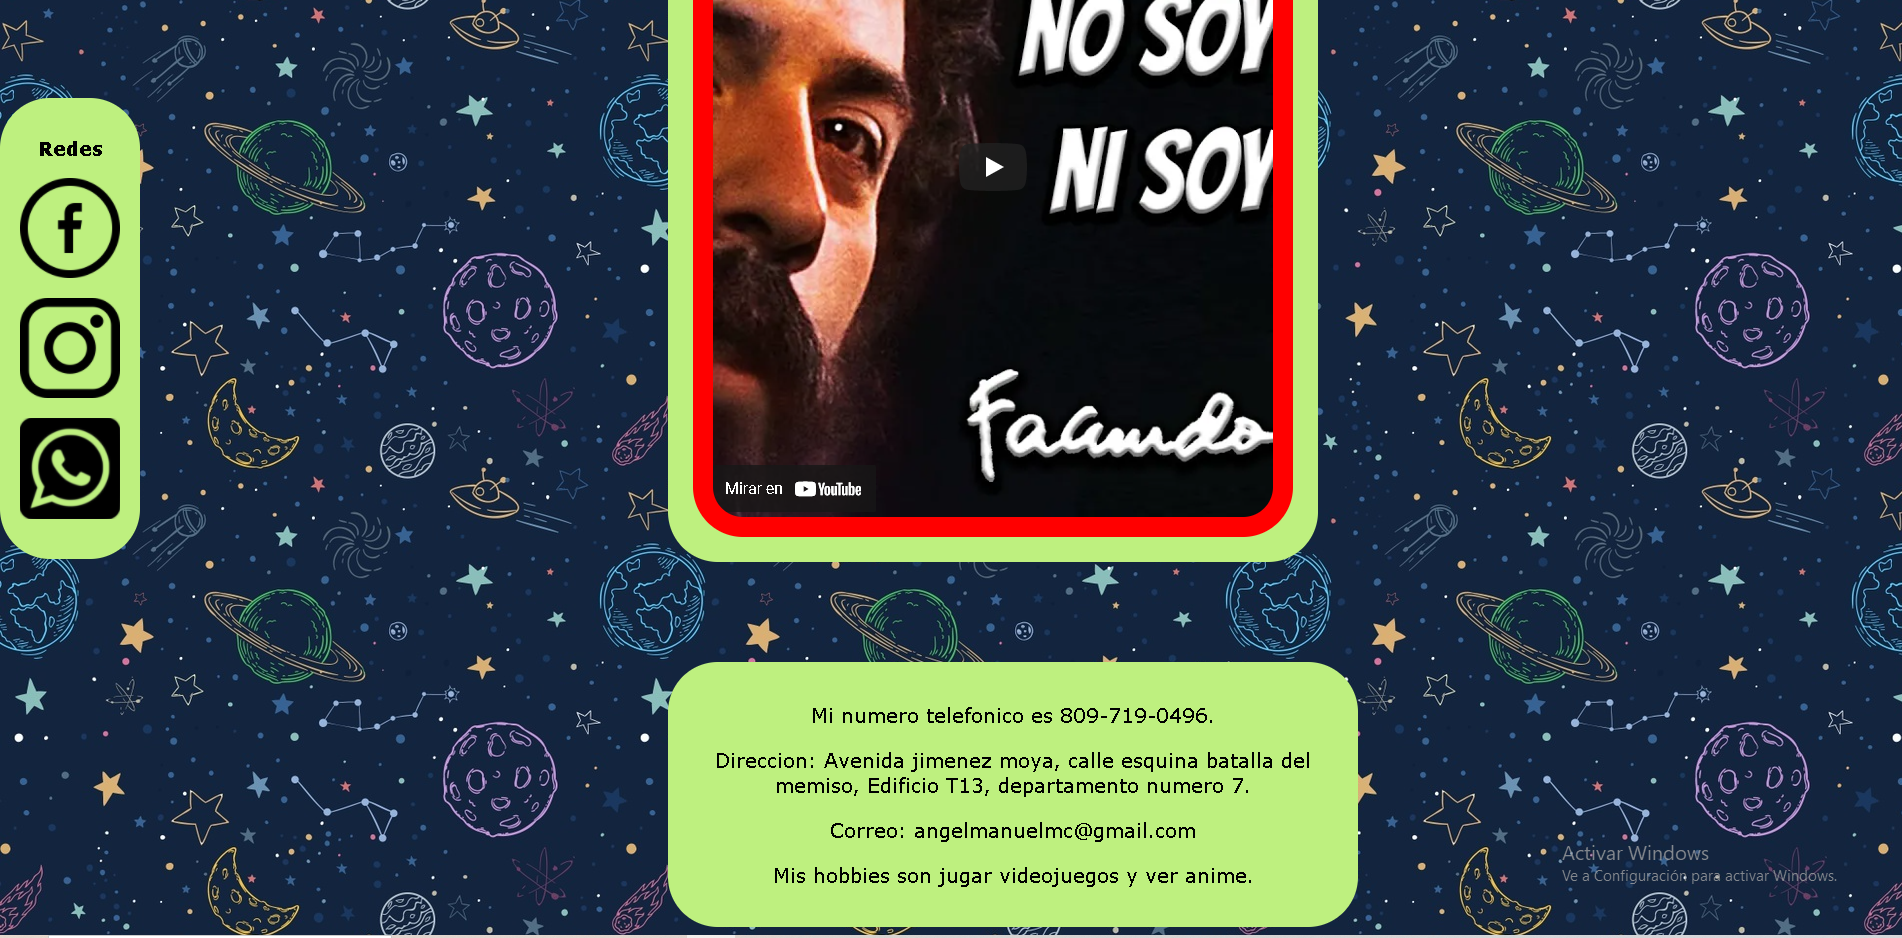 Redes
NO SOY
NI SOY
Facundo
Mirar en YouTube
Mi numero telefonico es 809-719-0496.
Direccion: Avenida jimenez moya, calle esquina batalla del
memiso, Edificio T13, departamento numero 7.
Correo: angelmanuelmc@gmail.com
Mis hobbies son jugar videojuegos y ver anime.
Activar Windows
Ve a Configuración para activar Windows.